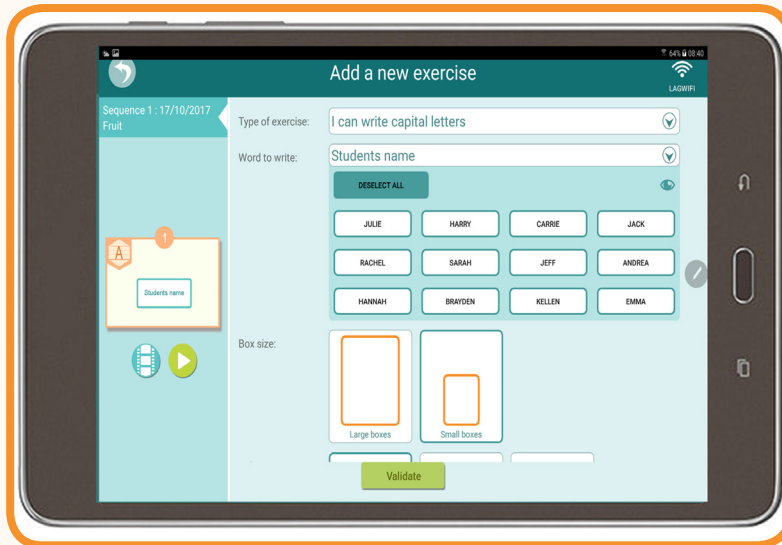 64% 08:40
Add a new exercise
LAGWIFI
Sequence 1 : 17/10/2017
Fruit
Type of exercise:
I can write capital letters
Word to write:
Students name
DESELECT ALL
JULIE HARRY CARRIE JACK
RACHEL SARAH JEFF ANDREA
HANNAH BRAYDEN KELLEN EMMA
1
A
Students name
Box size:
Large boxes Small boxes
Validate